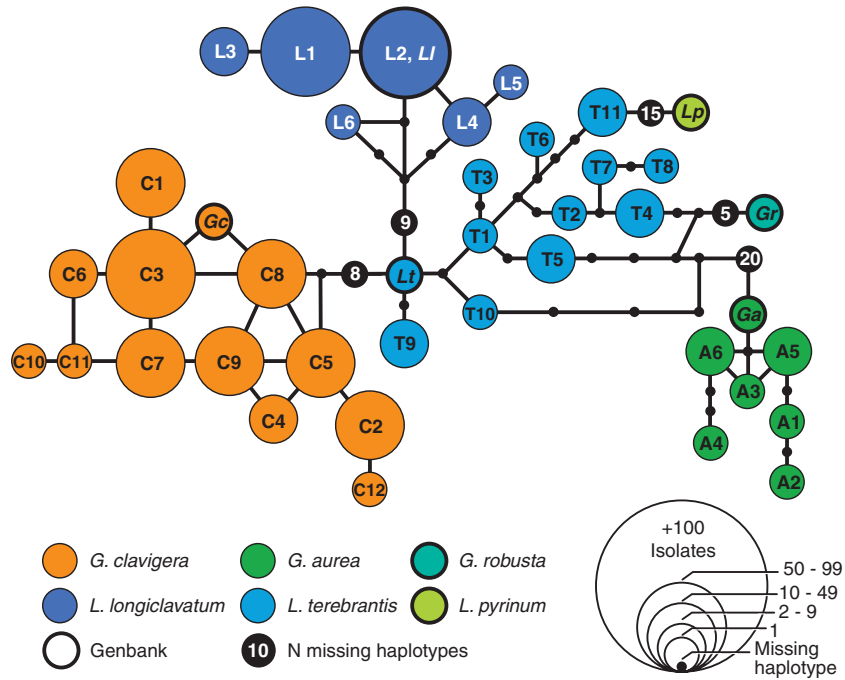 L3
L1
L2, Ll
L5
L6
L4
T11
15
Lp
T6
T7
T8
T3
C1
Gc
T2
T4
5
Gr
9
T1
C6
C3
C8
8
Lt
T5
20
T10
Ga
C10
C11
C7
C9
C5
T9
A6
A5
A3
C4
C2
A1
A4
C12
A2
+100
Isolates
50 - 99
10 - 49
2 - 9
1
Missing
haplotype
G. clavigera
G. aurea
G. robusta
L. longiclavatum
L. terebrantis
L. pyrinum
Genbank
10
N missing haplotypes